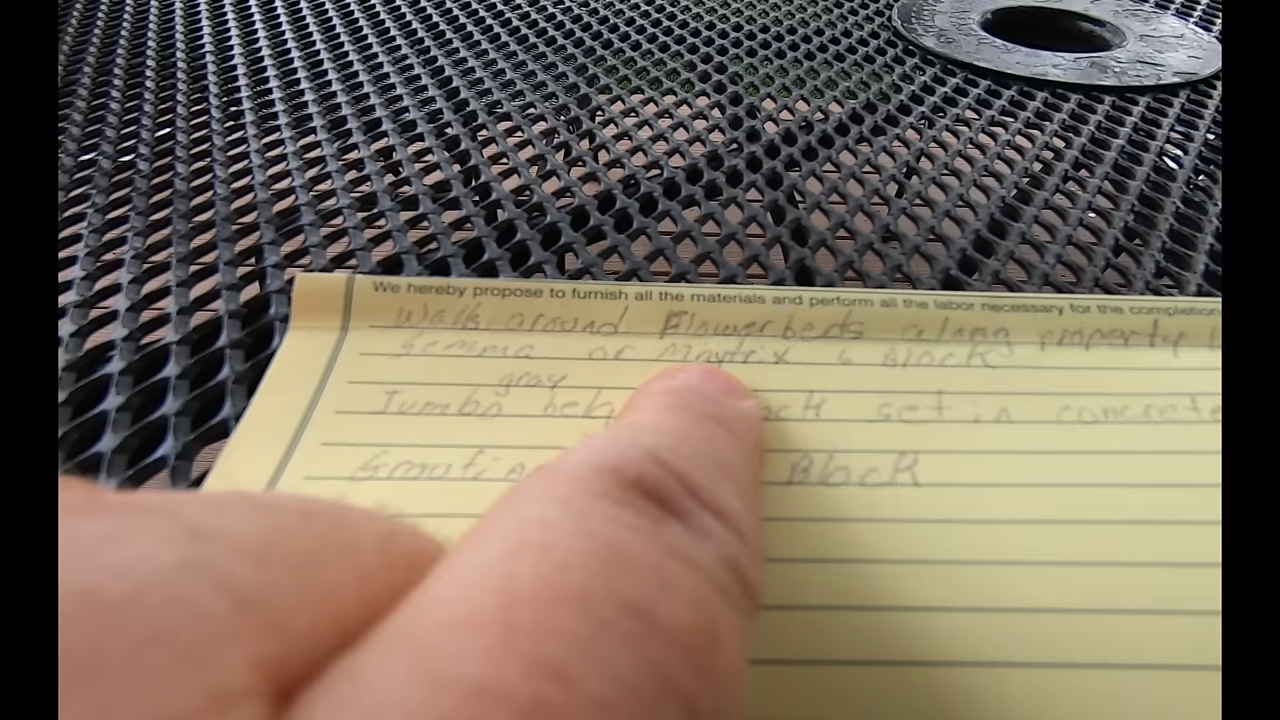 We hereby propose to furnish all the materials and perform all the labor necessary for the completion
Walk around Flowerbeds along property
Gemma or Maytrix & Block
gray
Jumbo set in concrete
Block